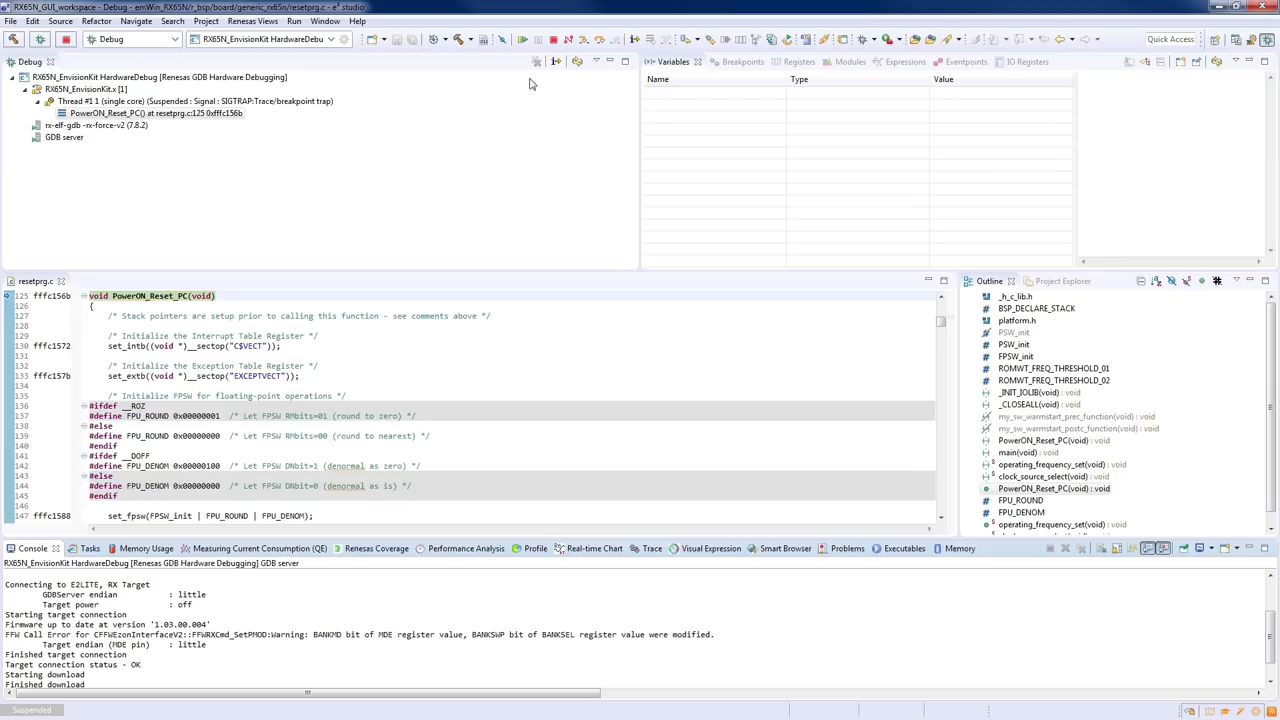 RX65N_GUI_workspace - Debug - emWin_RX65N/r_bsp/board/generic_rx65n/resetprg.c - e² studio
File Edit Source Refactor Navigate Search Project Renesas Views Run Window Help
Debug RX65N_EnvisionKit HardwareDebu Quick Access
Debug
RX65N_EnvisionKit HardwareDebug [Renesas GDB Hardware Debugging]
RX65N_EnvisionKit.x [1]
Thread #1 1 (single core) (Suspended : Signal : SIGTRAP:Trace/breakpoint trap)
PowerON_Reset_PC() at resetprg.c:125 0xfffc156b
rx-elf-gdb -rx-force-v2 (7.8.2)
GDB server
Variables Breakpoints Registers Modules Expressions Eventpoints IO Registers
Name Type Value
resetprg.c
125 fffc156b void PowerON_Reset_PC(void)
126 {
127 /* Stack pointers are setup prior to calling this function - see comments above */
128
129 /* Initialize the Interrupt Table Register */
130 fffc1572 set_intb((void *)__sectop("C$VECT"));
131
132 /* Initialize the Exception Table Register */
133 fffc157b set_extb((void *)__sectop("EXCEPTVECT"));
134
135 /* Initialize FPSW for floating-point operations */
136 #ifdef __ROZ
137 #define FPU_ROUND 0x00000001 /* Let FPSW RMbits=01 (round to zero) */
138 #else
139 #define FPU_ROUND 0x00000000 /* Let FPSW RMbits=00 (round to nearest) */
140 #endif
141 #ifdef __DOFF
142 #define FPU_DENOM 0x00000100 /* Let FPSW DNbit=1 (denormal as zero) */
143 #else
144 #define FPU_DENOM 0x00000000 /* Let FPSW DNbit=0 (denormal as is) */
145 #endif
146
147 fffc1588 set_fpsw(FPSW_init | FPU_ROUND | FPU_DENOM);
Outline Project Explorer
_h_c_lib.h
BSP_DECLARE_STACK
platform.h
PSW_init
PSW_init
FPSW_init
ROMWT_FREQ_THRESHOLD_01
ROMWT_FREQ_THRESHOLD_02
_INIT_IOLIB(void) : void
_CLOSEALL(void) : void
my_sw_warmstart_prec_function(void) : void
my_sw_warmstart_postc_function(void) : void
PowerON_Reset_PC(void) : void
main(void) : void
operating_frequency_set(void) : void
clock_source_select(void) : void
PowerON_Reset_PC(void) : void
FPU_ROUND
FPU_DENOM
operating_frequency_set(void) : void
Console Tasks Memory Usage Measuring Current Consumption (QE) Renesas Coverage Performance Analysis Profile Real-time Chart Trace Visual Expression Smart Browser Problems Executables Memory
RX65N_EnvisionKit HardwareDebug [Renesas GDB Hardware Debugging] GDB server
Connecting to E2LITE, RX Target
GDBServer endian : little
Target power : off
Starting target connection
Firmware up to date at version '1.03.00.004'
FFW Call Error for CFFWEzonInterfaceV2::FFWRXCmd_SetPMOD:Warning: BANKMD bit of MDE register value, BANKSWP bit of BANKSEL register value were modified.
Target endian (MDE pin) : little
Finished target connection
Target connection status - OK
Starting download
Finished download
Suspended